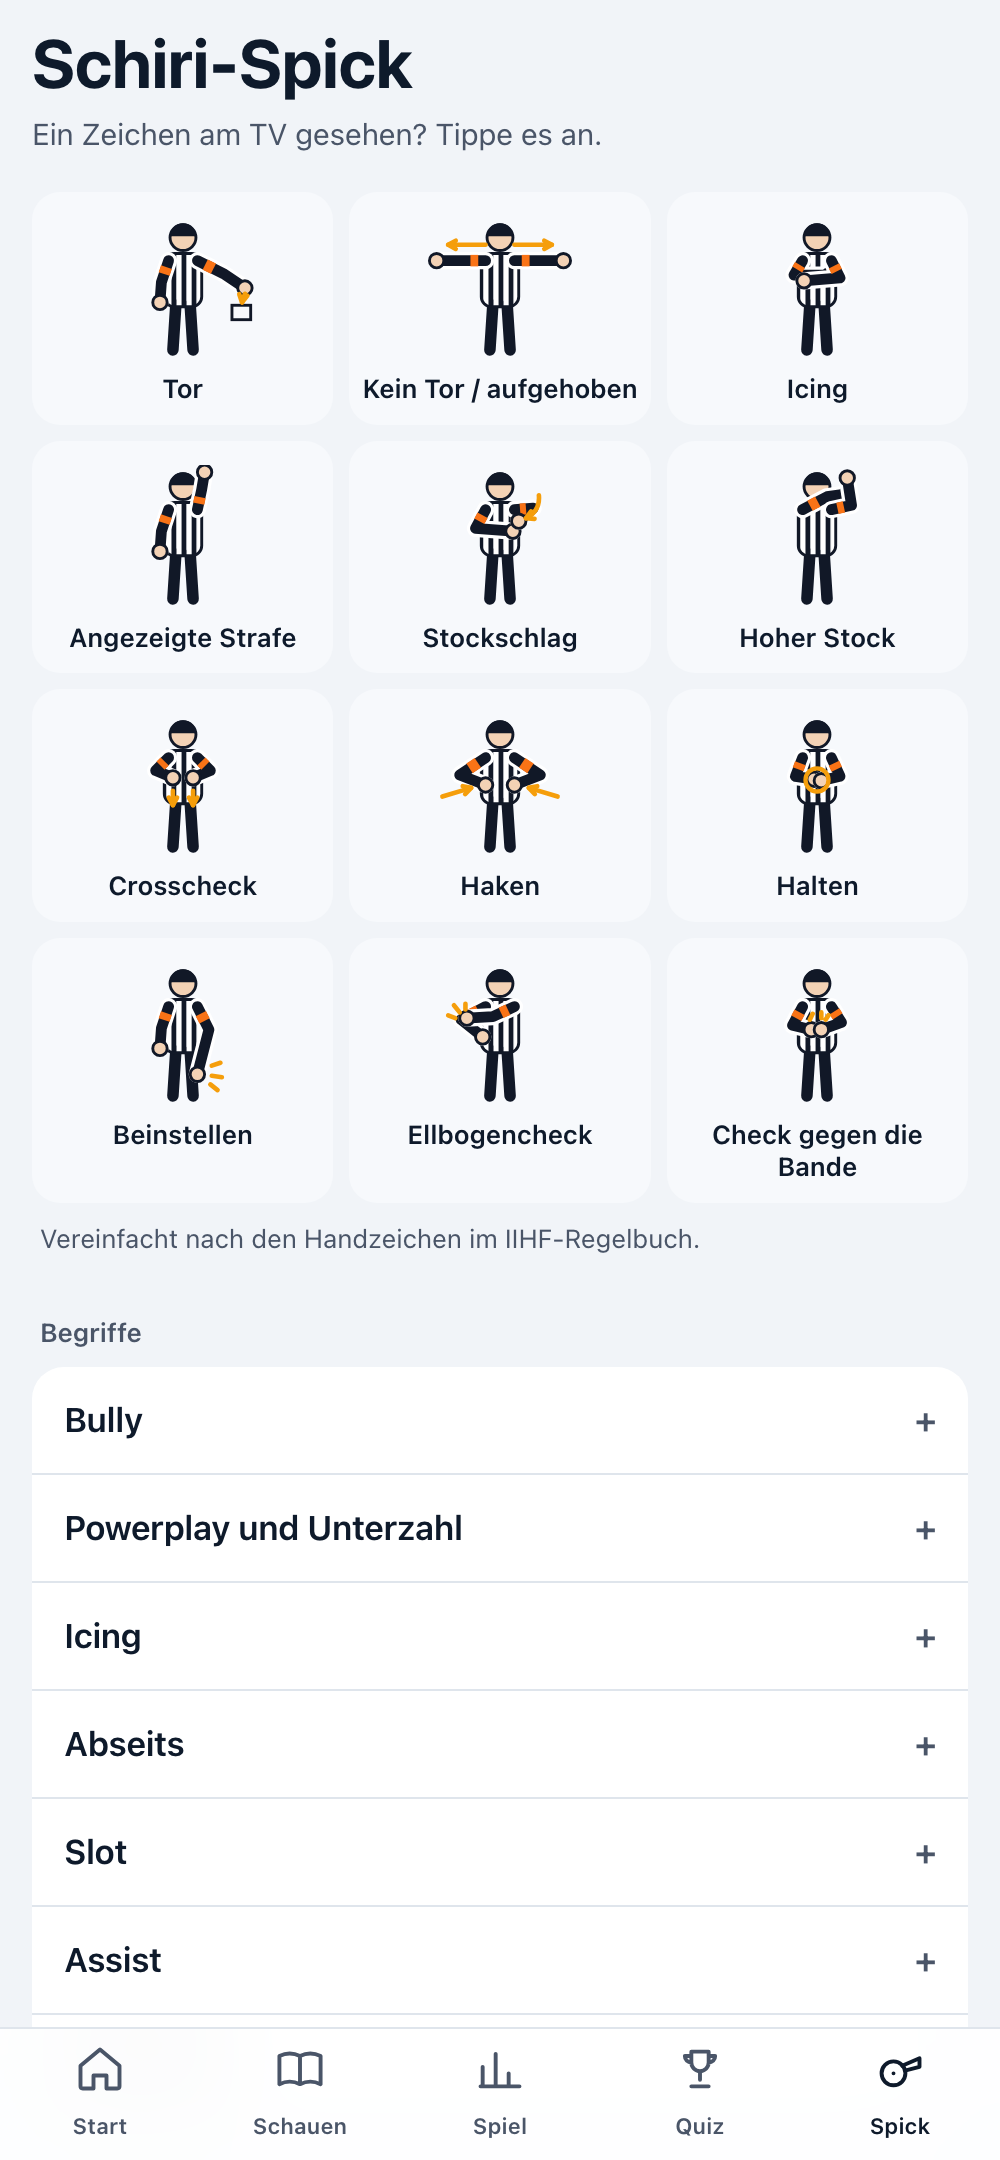 Schiri-Spick
Ein Zeichen am TV gesehen? Tippe es an.
Tor
Kein Tor / aufgehoben
Icing
Angezeigte Strafe
Stockschlag
Hoher Stock
Crosscheck
Haken
Halten
Beinstellen
Ellbogencheck
Check gegen die
Bande
Vereinfacht nach den Handzeichen im IIHF-Regelbuch.
Begriffe
Bully +
Powerplay und Unterzahl +
Icing +
Abseits +
Slot +
Assist +
Start
Schauen
Spiel
Quiz
Spick